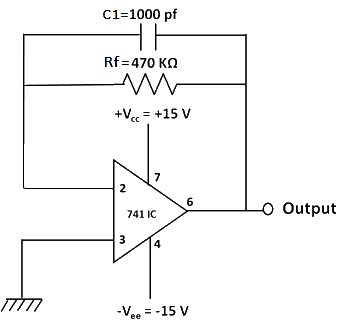 C1=1000 pf
Rf=470 KΩ
+Vcc = +15 V
7
2
6
741 IC
Output
3
4
-Vee = -15 V